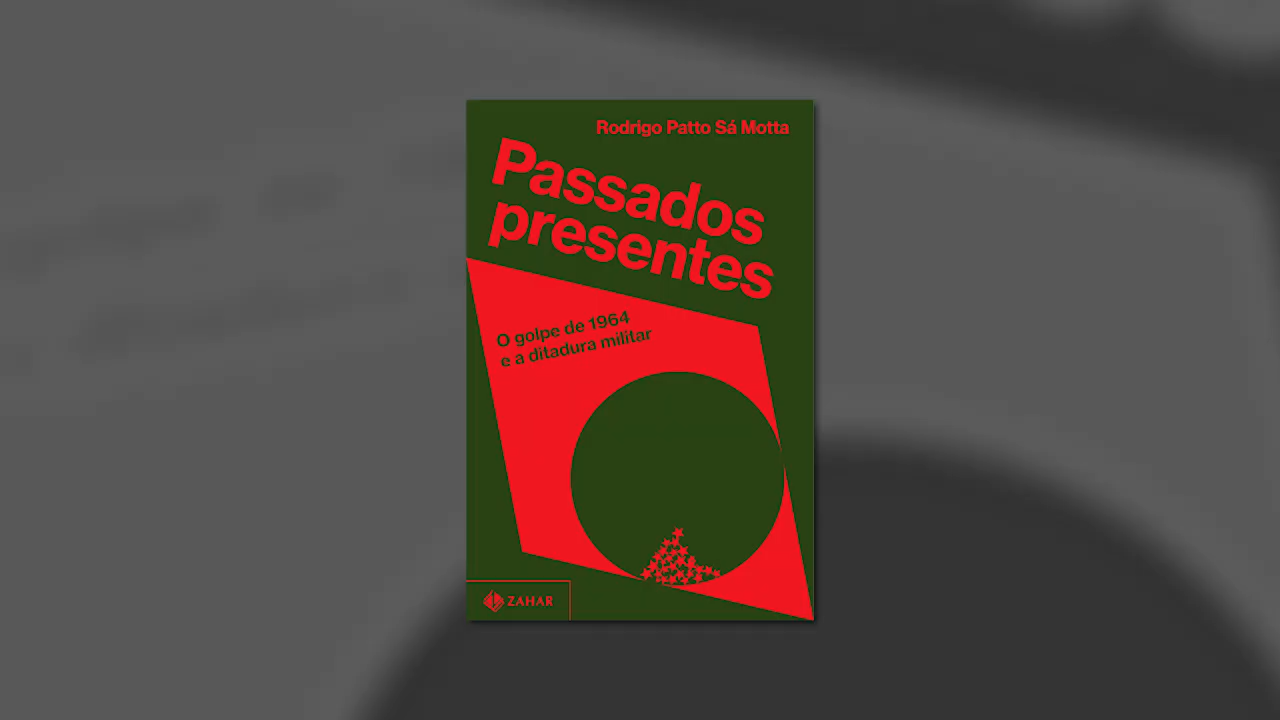 Rodrigo Patto Sá Motta
Passados
presentes
O golpe de 1964
e a ditadura militar
ZAHAR